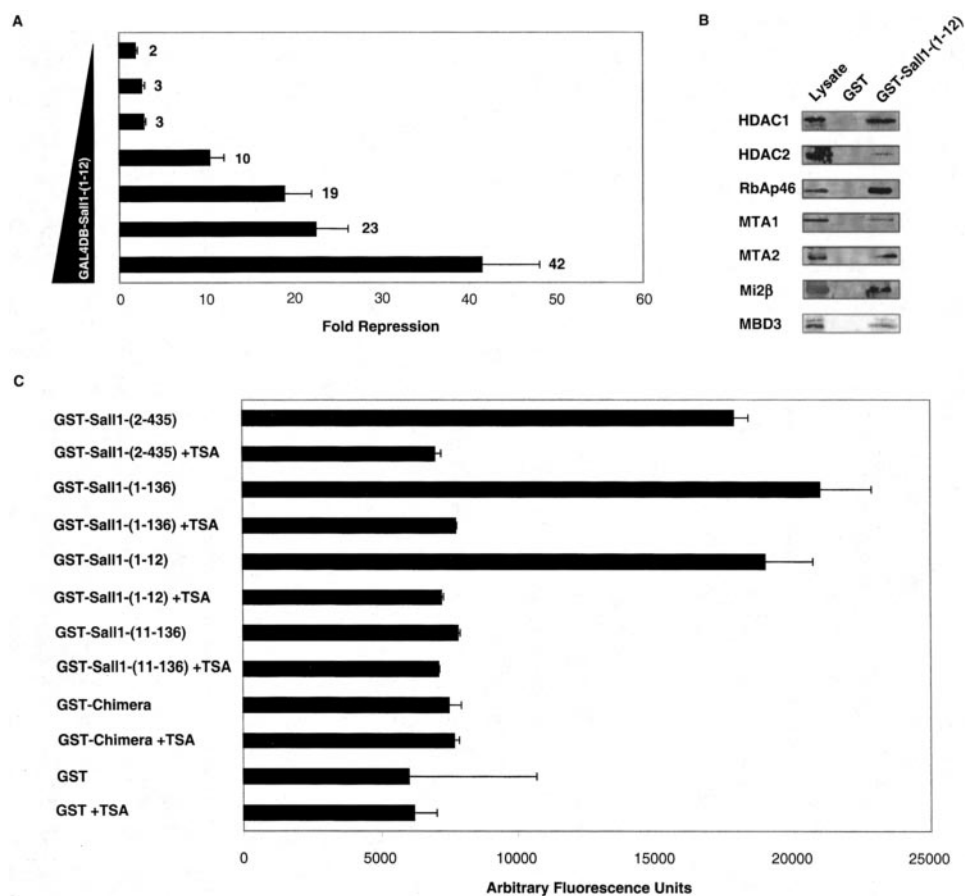 A
GAL4DB-Sall1-(1-12)
2
3
3
10
19
23
42
0 10 20 30 40 50 60
Fold Repression
B
Lysate
GST
GST-Sall1-(1-12)
HDAC1
HDAC2
RbAp46
MTA1
MTA2
Mi2β
MBD3
C
GST-Sall1-(2-435)
GST-Sall1-(2-435) +TSA
GST-Sall1-(1-136)
GST-Sall1-(1-136) +TSA
GST-Sall1-(1-12)
GST-Sall1-(1-12) +TSA
GST-Sall1-(11-136)
GST-Sall1-(11-136) +TSA
GST-Chimera
GST-Chimera +TSA
GST
GST +TSA
0 5000 10000 15000 20000 25000
Arbitrary Fluorescence Units